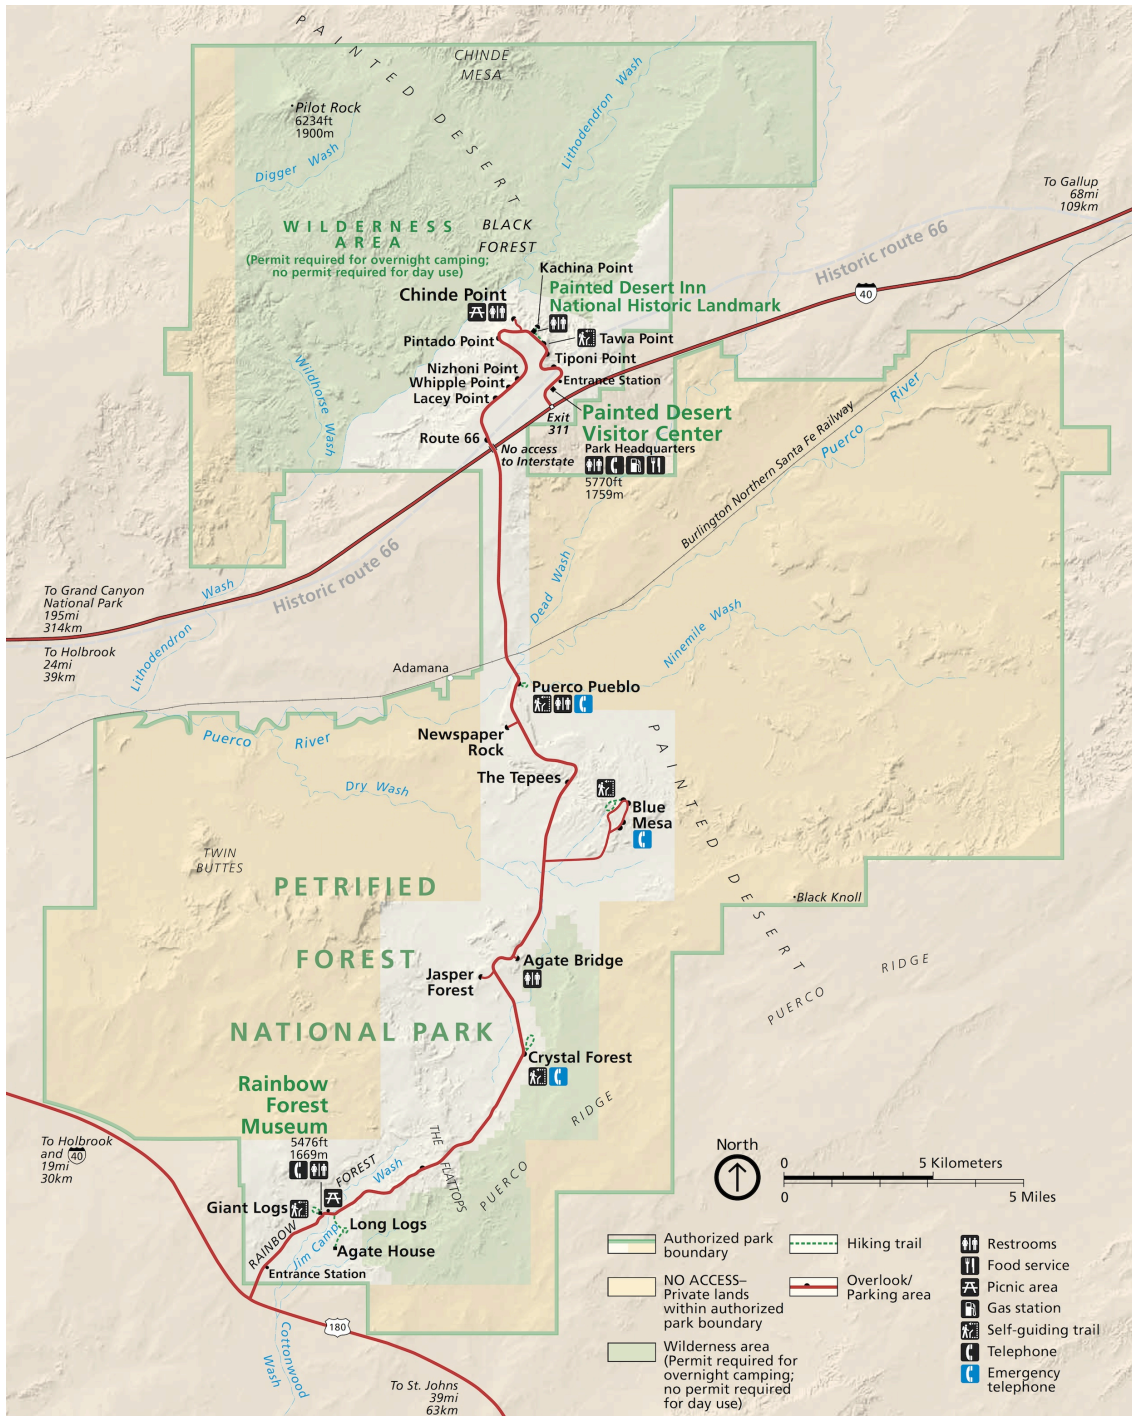 PAINTED DESERT
CHINDE
MESA
Pilot Rock
6234ft
1900m
Digger Wash
Lithodendron Wash
To Gallup
68mi
109km
WILDERNESS
AREA
(Permit required for overnight camping;
no permit required for day use)
BLACK
FOREST
Historic route 66
40
Kachina Point
Painted Desert Inn
National Historic Landmark
Chinde Point
Pintado Point
Tawa Point
Tiponi Point
Nizhoni Point
Whipple Point
Lacey Point
Entrance Station
Wildhorse Wash
Painted Desert
Visitor Center
Exit
311
Route 66
No access
to Interstate
Park Headquarters
5770ft
1759m
Puerco River
Burlington Northern Santa Fe Railway
Historic route 66
To Grand Canyon
National Park
195mi
314km
Lithodendron Wash
To Holbrook
24mi
39km
Dead Wash
Ninemile Wash
Adamana
Puerco Pueblo
Puerco River
Newspaper
Rock
The Tepees
Dry Wash
PAINTED DESERT
Blue
Mesa
TWIN
BUTTES
Black Knoll
PETRIFIED
FOREST
NATIONAL PARK
Agate Bridge
Jasper
Forest
PUERCO RIDGE
Crystal Forest
Rainbow
Forest
Museum
5476ft
1669m
To Holbrook
and 40
19mi
30km
THE FLATTOPS
PUERCO RIDGE
RAINBOW FOREST
Jim Camp Wash
Giant Logs
Long Logs
Agate House
Entrance Station
180
Cottonwood
Wash
To St. Johns
39mi
63km
North
0 5 Kilometers
0 5 Miles
Authorized park
boundary
NO ACCESS–
Private lands
within authorized
park boundary
Wilderness area
(Permit required for
overnight camping;
no permit required
for day use)
Hiking trail
Overlook/
Parking area
Restrooms
Food service
Picnic area
Gas station
Self-guiding trail
Telephone
Emergency
telephone